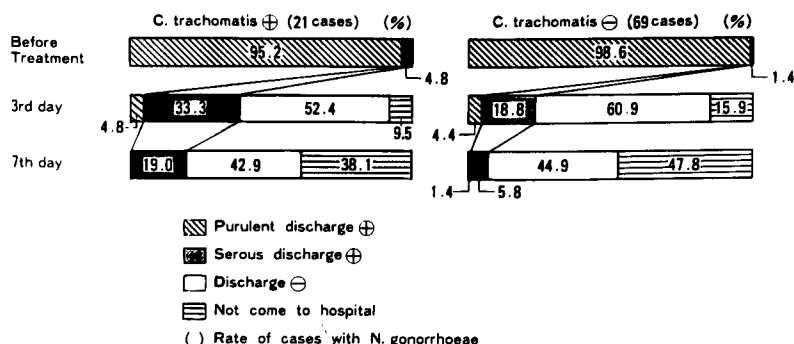 C. trachomatis ⊕ (21 cases) (%)
C. trachomatis ⊖ (69 cases) (%)
Before Treatment
95.2
4.8
98.6
1.4
3rd day
4.8
33.3
52.4
9.5
4.4
18.8
60.9
15.9
7th day
19.0
42.9
38.1
1.4
5.8
44.9
47.8
Purulent discharge ⊕
Serous discharge ⊕
Discharge ⊖
Not come to hospital
( ) Rate of cases with N. gonorrhoeae